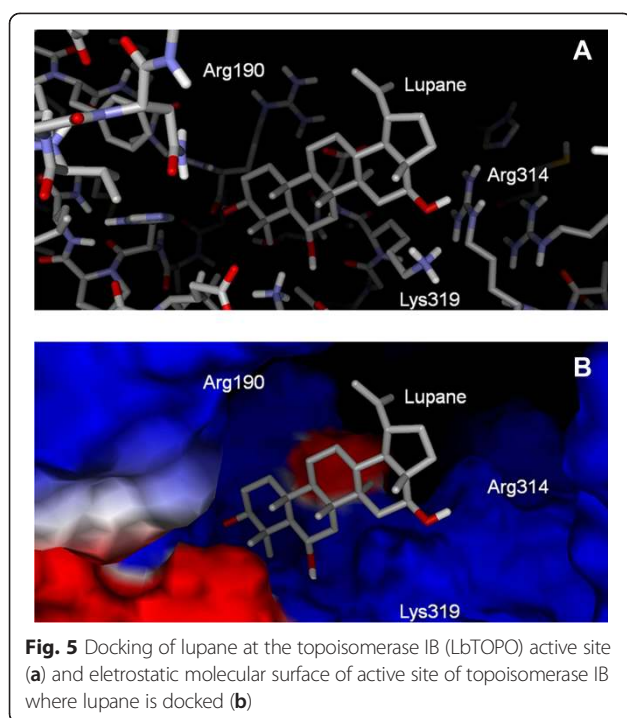 A
Arg190
Lupane
Arg314
Lys319
B
Arg190
Lupane
Arg314
Lys319
Fig. 5 Docking of lupane at the topoisomerase IB (LbTOPO) active site
(a) and eletrostatic molecular surface of active site of topoisomerase IB
where lupane is docked (b)